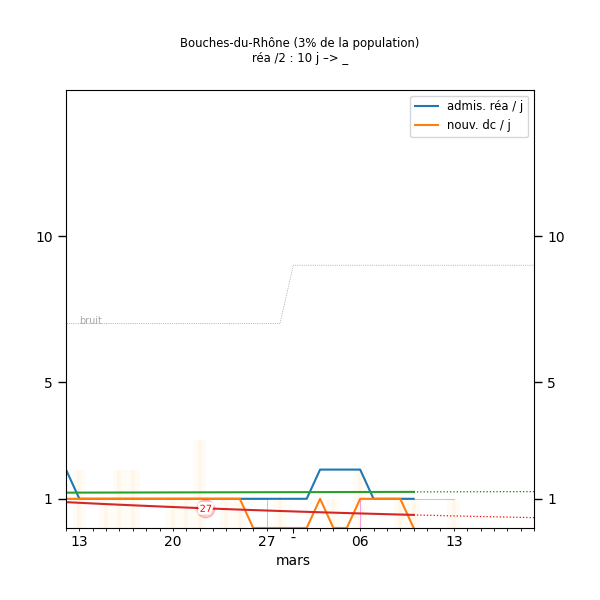 Bouches-du-Rhône (3% de la population)
réa /2 : 10 j –> _
admis. réa / j
nouv. dc / j
10
10
bruit
5
5
1
1
27
13
20
27
-
06
13
mars